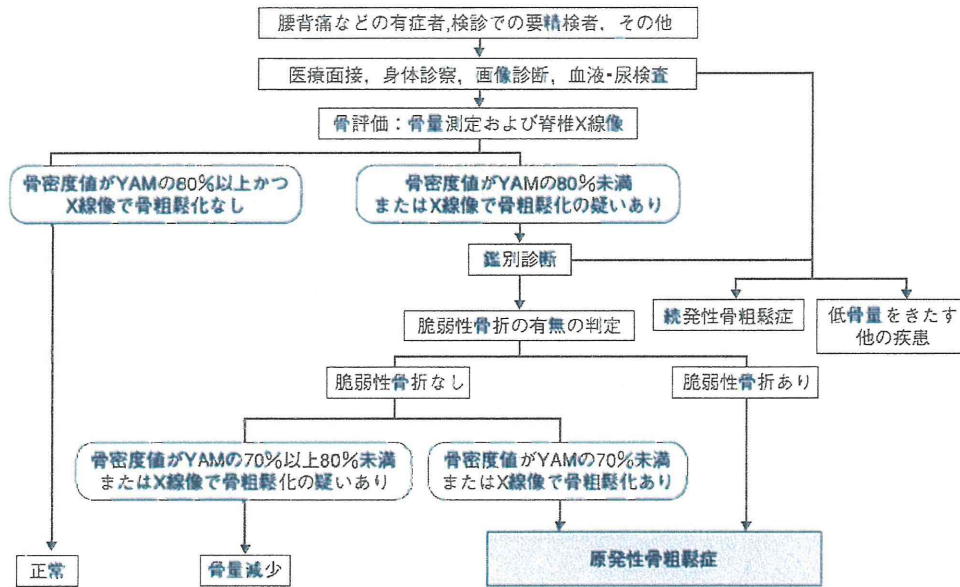 腰背痛などの有症者,検診での要精検者, その他
医療面接, 身体診察, 画像診断, 血液・尿検査
骨評価：骨量測定および脊椎X線像
骨密度値がYAMの80%以上かつ
X線像で骨粗鬆化なし
骨密度値がYAMの80%未満
またはX線像で骨粗鬆化の疑いあり
鑑別診断
続発性骨粗鬆症
低骨量をきたす
他の疾患
脆弱性骨折の有無の判定
脆弱性骨折なし
脆弱性骨折あり
骨密度値がYAMの70%以上80%未満
またはX線像で骨粗鬆化の疑いあり
骨密度値がYAMの70%未満
またはX線像で骨粗鬆化あり
正常
骨量減少
原発性骨粗鬆症